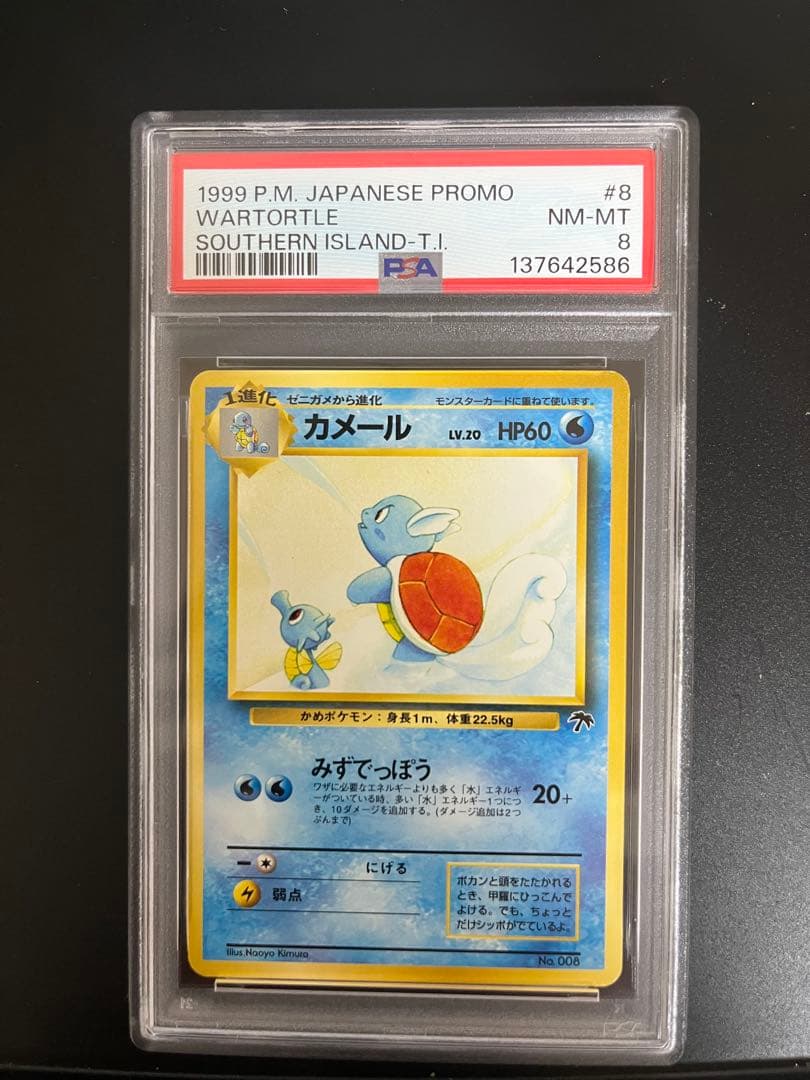 1999 P.M. JAPANESE PROMO #8
WARTORTLE NM-MT
SOUTHERN ISLAND-T.I. 8
PSA 137642586
1進化 ゼニガメから進化 モンスターカードに重ねて使います。
カメール LV.20 HP60
かめポケモン：身長1m、体重22.5kg
みずでっぽう
ワザに必要なエネルギーよりも多く「水」エネルギ
ーがついている時、多い「水」エネルギー1つにつ
き、10ダメージを追加する。(ダメージ追加は2つ
ぶんまで)
20+
にげる
弱点
ポカンと頭をたたかれる
とき、甲羅にひっこんで
よける。でも、ちょっと
だけシッポがでているよ。
Illus.Naoyo Kimura
No.008